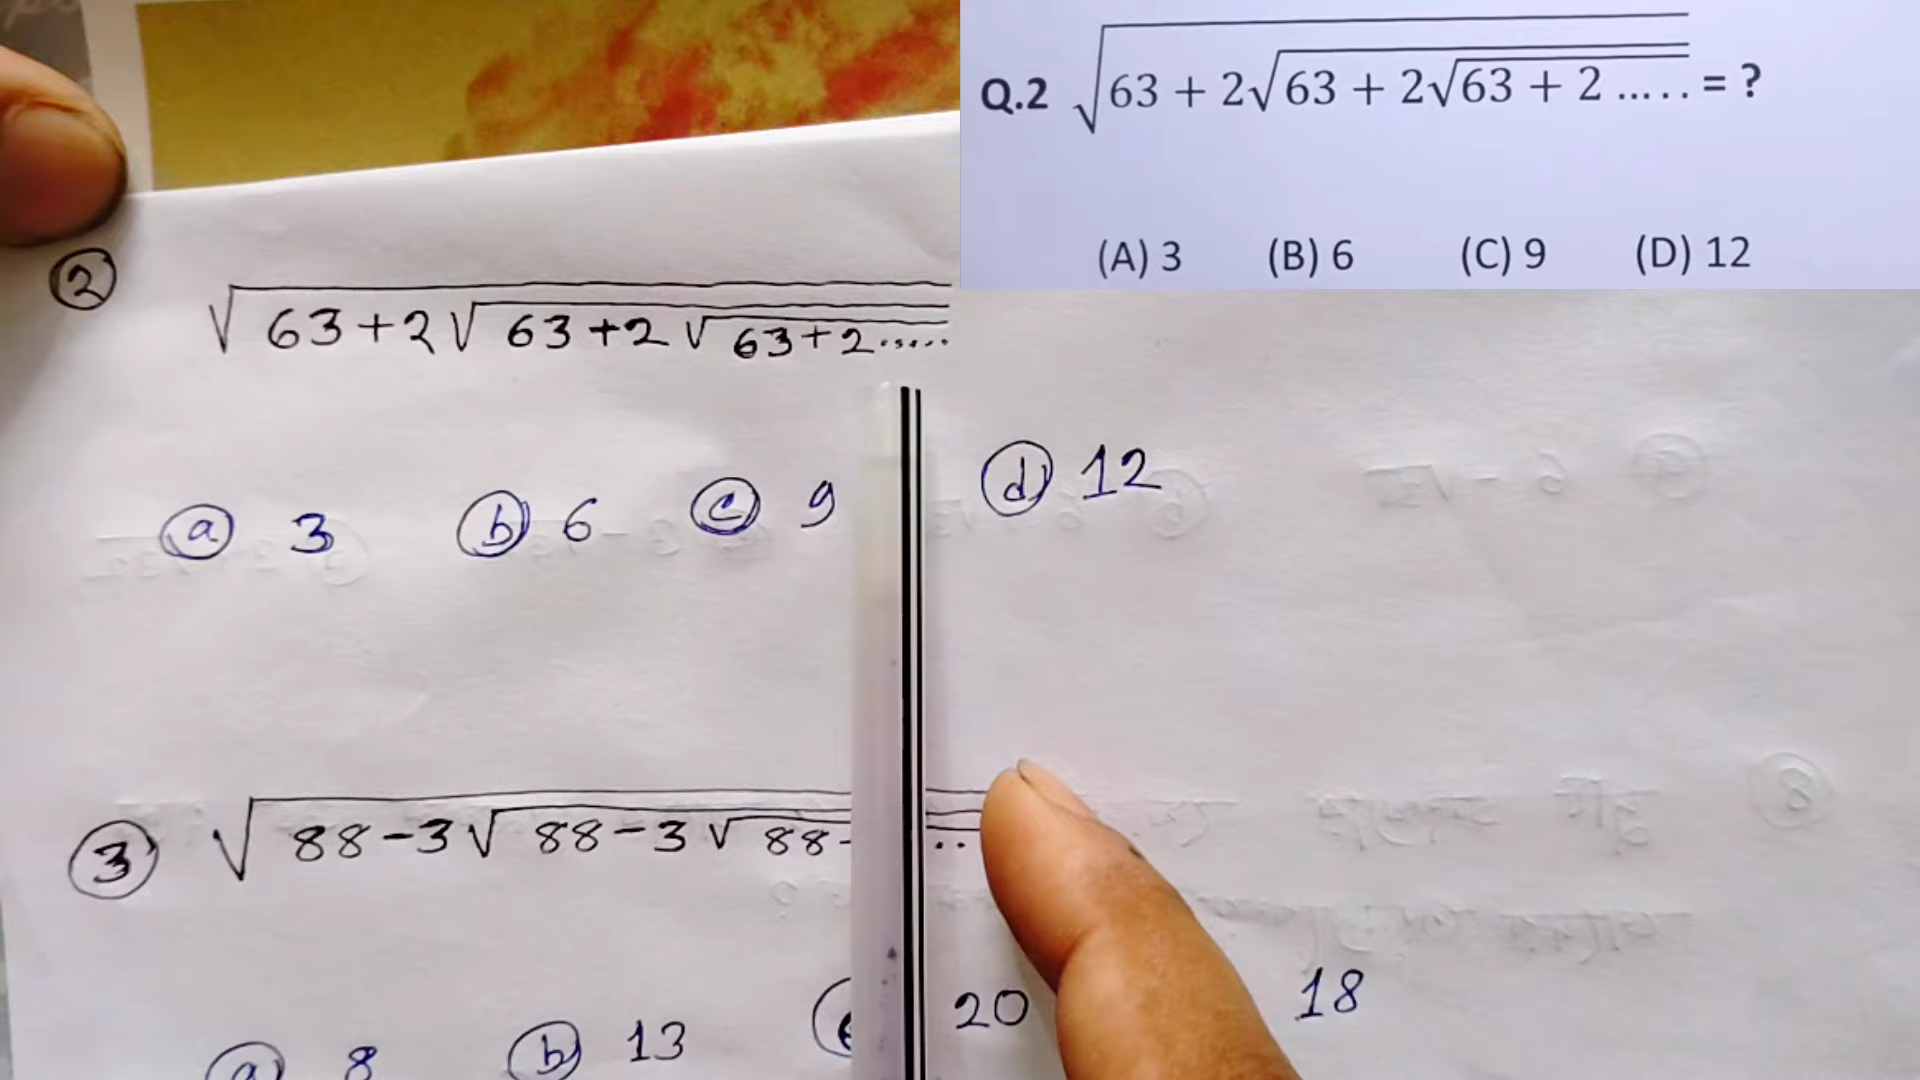 Q.2 √63 + 2√63 + 2√63 + 2 ..... = ?
(A) 3 (B) 6 (C) 9 (D) 12
② √63+2√63+2√63+2.....
ⓐ 3 ⓑ 6 ⓒ 9 ⓓ 12
③ √88-3√88-3√88-
ⓐ 8 ⓑ 13 20 18